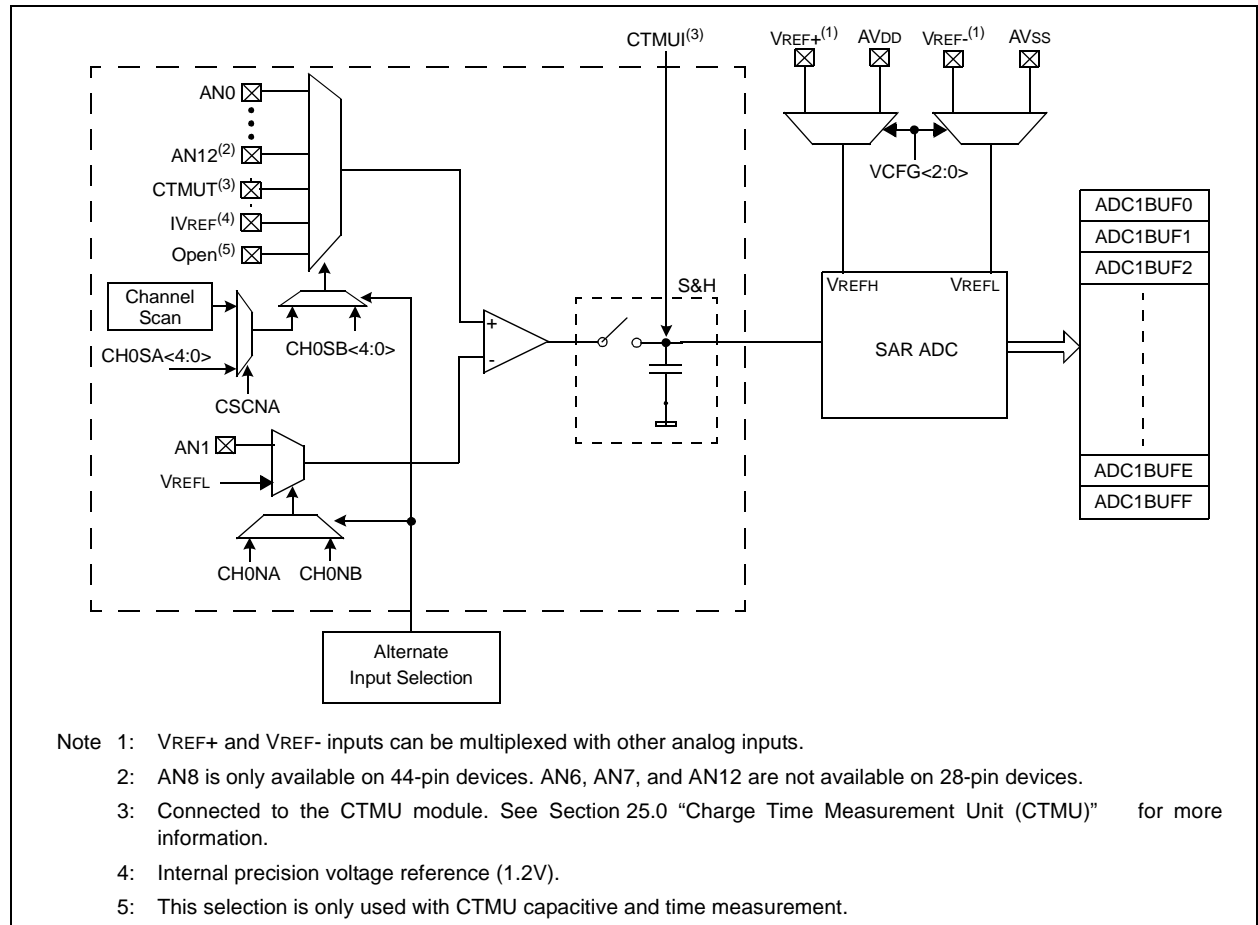 CTMUI(3)
VREF+(1) AVDD VREF-(1) AVSS
AN0
AN12(2)
CTMUT(3)
IVREF(4)
Open(5)
VCFG<2:0>
ADC1BUF0
ADC1BUF1
ADC1BUF2
VREFH VREFL
S&H
Channel
Scan
CH0SA<4:0>
CH0SB<4:0>
+
-
SAR ADC
CSCNA
AN1
VREFL
ADC1BUFE
ADC1BUFF
CH0NA CH0NB
Alternate
Input Selection
Note 1: VREF+ and VREF- inputs can be multiplexed with other analog inputs.
2: AN8 is only available on 44-pin devices. AN6, AN7, and AN12 are not available on 28-pin devices.
3: Connected to the CTMU module. See Section 25.0 “Charge Time Measurement Unit (CTMU)” for more
information.
4: Internal precision voltage reference (1.2V).
5: This selection is only used with CTMU capacitive and time measurement.